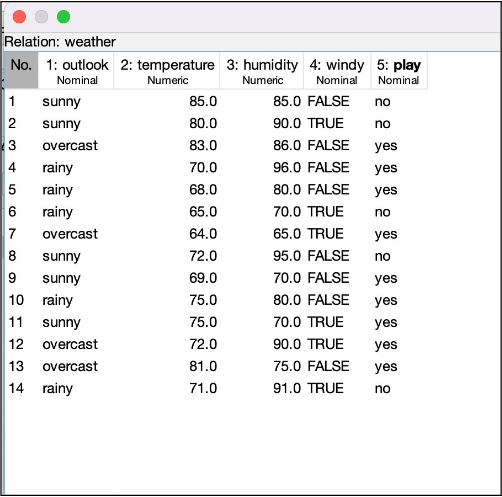 Relation: weather
No. 1: outlook 2: temperature 3: humidity 4: windy 5: play
Nominal Numeric Numeric Nominal Nominal
1 sunny 85.0 85.0 FALSE no
2 sunny 80.0 90.0 TRUE no
3 overcast 83.0 86.0 FALSE yes
4 rainy 70.0 96.0 FALSE yes
5 rainy 68.0 80.0 FALSE yes
6 rainy 65.0 70.0 TRUE no
7 overcast 64.0 65.0 TRUE yes
8 sunny 72.0 95.0 FALSE no
9 sunny 69.0 70.0 FALSE yes
10 rainy 75.0 80.0 FALSE yes
11 sunny 75.0 70.0 TRUE yes
12 overcast 72.0 90.0 TRUE yes
13 overcast 81.0 75.0 FALSE yes
14 rainy 71.0 91.0 TRUE no